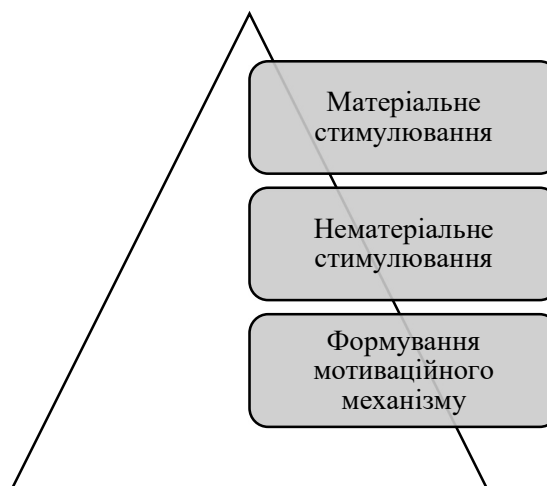 Матеріальне
стимулювання
Нематеріальне
стимулювання
Формування
мотиваційного
механізму